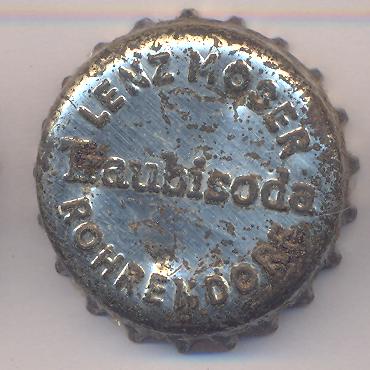 LENZ MOSER
Traubisoda
ROHRENDORF